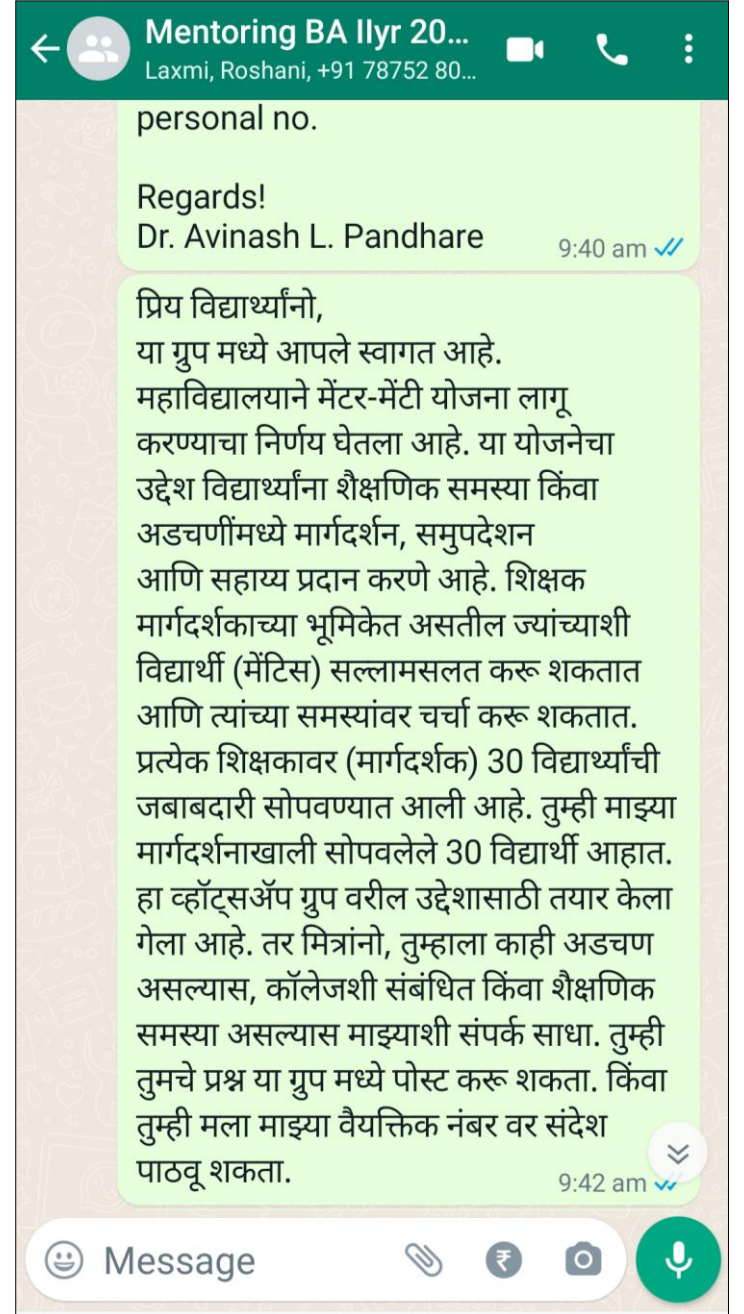 Mentoring BA IIyr 20...
Laxmi, Roshani, +91 78752 80...
personal no.
Regards!
Dr. Avinash L. Pandhare
9:40 am
प्रिय विद्यार्थ्यांनो,
या ग्रुप मध्ये आपले स्वागत आहे.
महाविद्यालयाने मेंटर-मेंटी योजना लागू
करण्याचा निर्णय घेतला आहे. या योजनेचा
उद्देश विद्यार्थ्यांना शैक्षणिक समस्या किंवा
अडचणींमध्ये मार्गदर्शन, समुपदेशन
आणि सहाय्य प्रदान करणे आहे. शिक्षक
मार्गदर्शकाच्या भूमिकेत असतील ज्यांच्याशी
विद्यार्थी (मेंटिस) सल्लामसलत करू शकतात
आणि त्यांच्या समस्यांवर चर्चा करू शकतात.
प्रत्येक शिक्षकावर (मार्गदर्शक) 30 विद्यार्थ्यांची
जबाबदारी सोपवण्यात आली आहे. तुम्ही माझ्या
मार्गदर्शनाखाली सोपवलेले 30 विद्यार्थी आहात.
हा व्हॉट्सॲप ग्रुप वरील उद्देशासाठी तयार केला
गेला आहे. तर मित्रांनो, तुम्हाला काही अडचण
असल्यास, कॉलेजशी संबंधित किंवा शैक्षणिक
समस्या असल्यास माझ्याशी संपर्क साधा. तुम्ही
तुमचे प्रश्न या ग्रुप मध्ये पोस्ट करू शकता. किंवा
तुम्ही मला माझ्या वैयक्तिक नंबर वर संदेश
पाठवू शकता.
9:42 am
Message